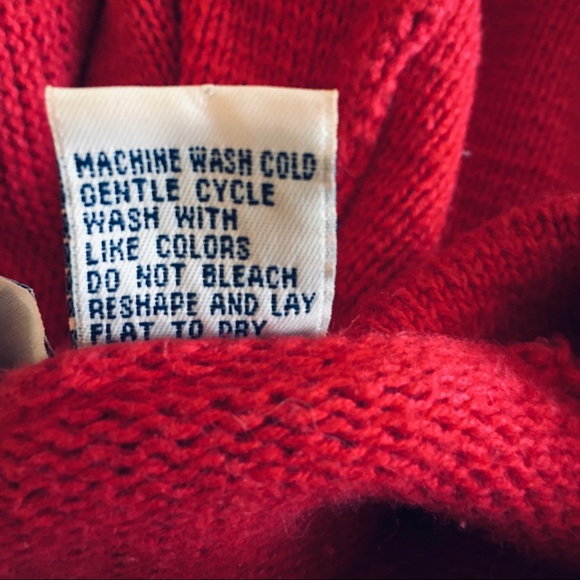 MACHINE WASH COLD
GENTLE CYCLE
WASH WITH
LIKE COLORS
DO NOT BLEACH
RESHAPE AND LAY
FLAT TO DRY